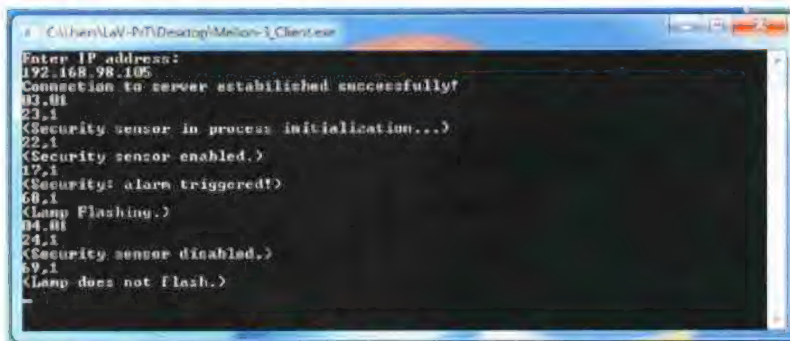 C:\Users\LaV-PrT\Desktop\Melion-3_Client.exe
Enter IP address:
192.168.98.105
Connection to server estabilished successfully!
03.01
23,1
<Security sensor in process initialization...>
22,1
<Security sensor enabled.>
17,1
<Security: alarm triggered!>
68,1
<Lamp Flashing.>
04.01
24,1
<Security sensor disabled.>
69,1
<Lamp does not flash.>